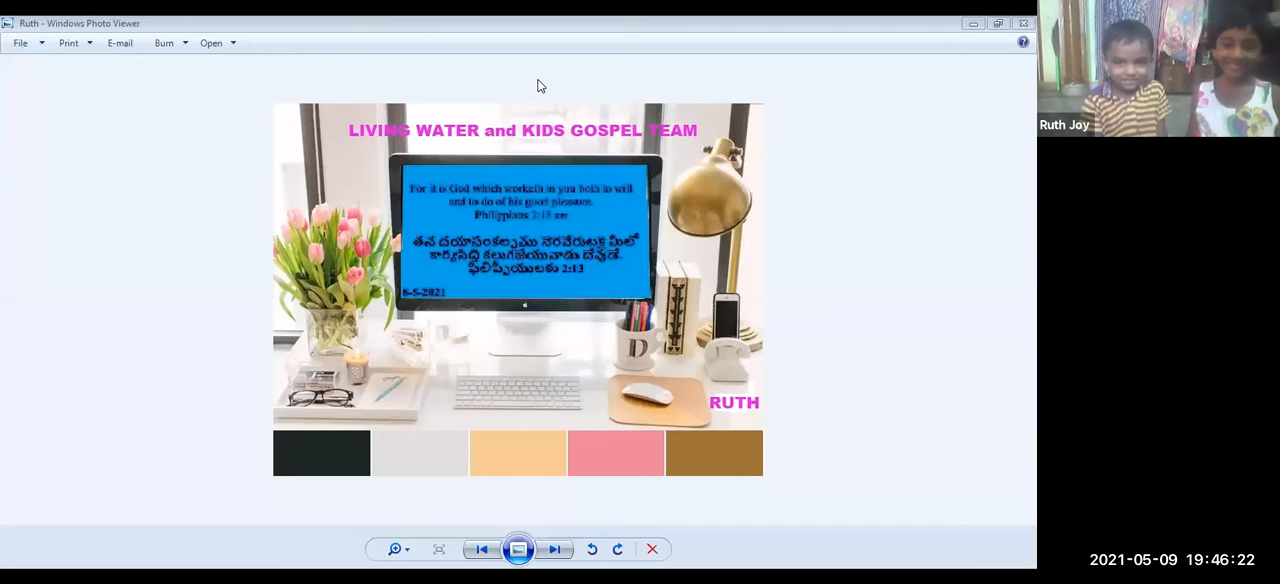 Ruth - Windows Photo Viewer
File Print E-mail Burn Open
LIVING WATER and KIDS GOSPEL TEAM
For it is God which worketh in you both to will
and to do of his good pleasure.
Philippians 2:13
తన దయాసంకల్పము నెరవేరుటకై మీలో
కార్యసిద్ధి కలుగజేయువాడు దేవుడే.
ఫిలిప్పీయులకు 2:13
8-5-2021
D
RUTH
Ruth Joy
2021-05-09 19:46:22